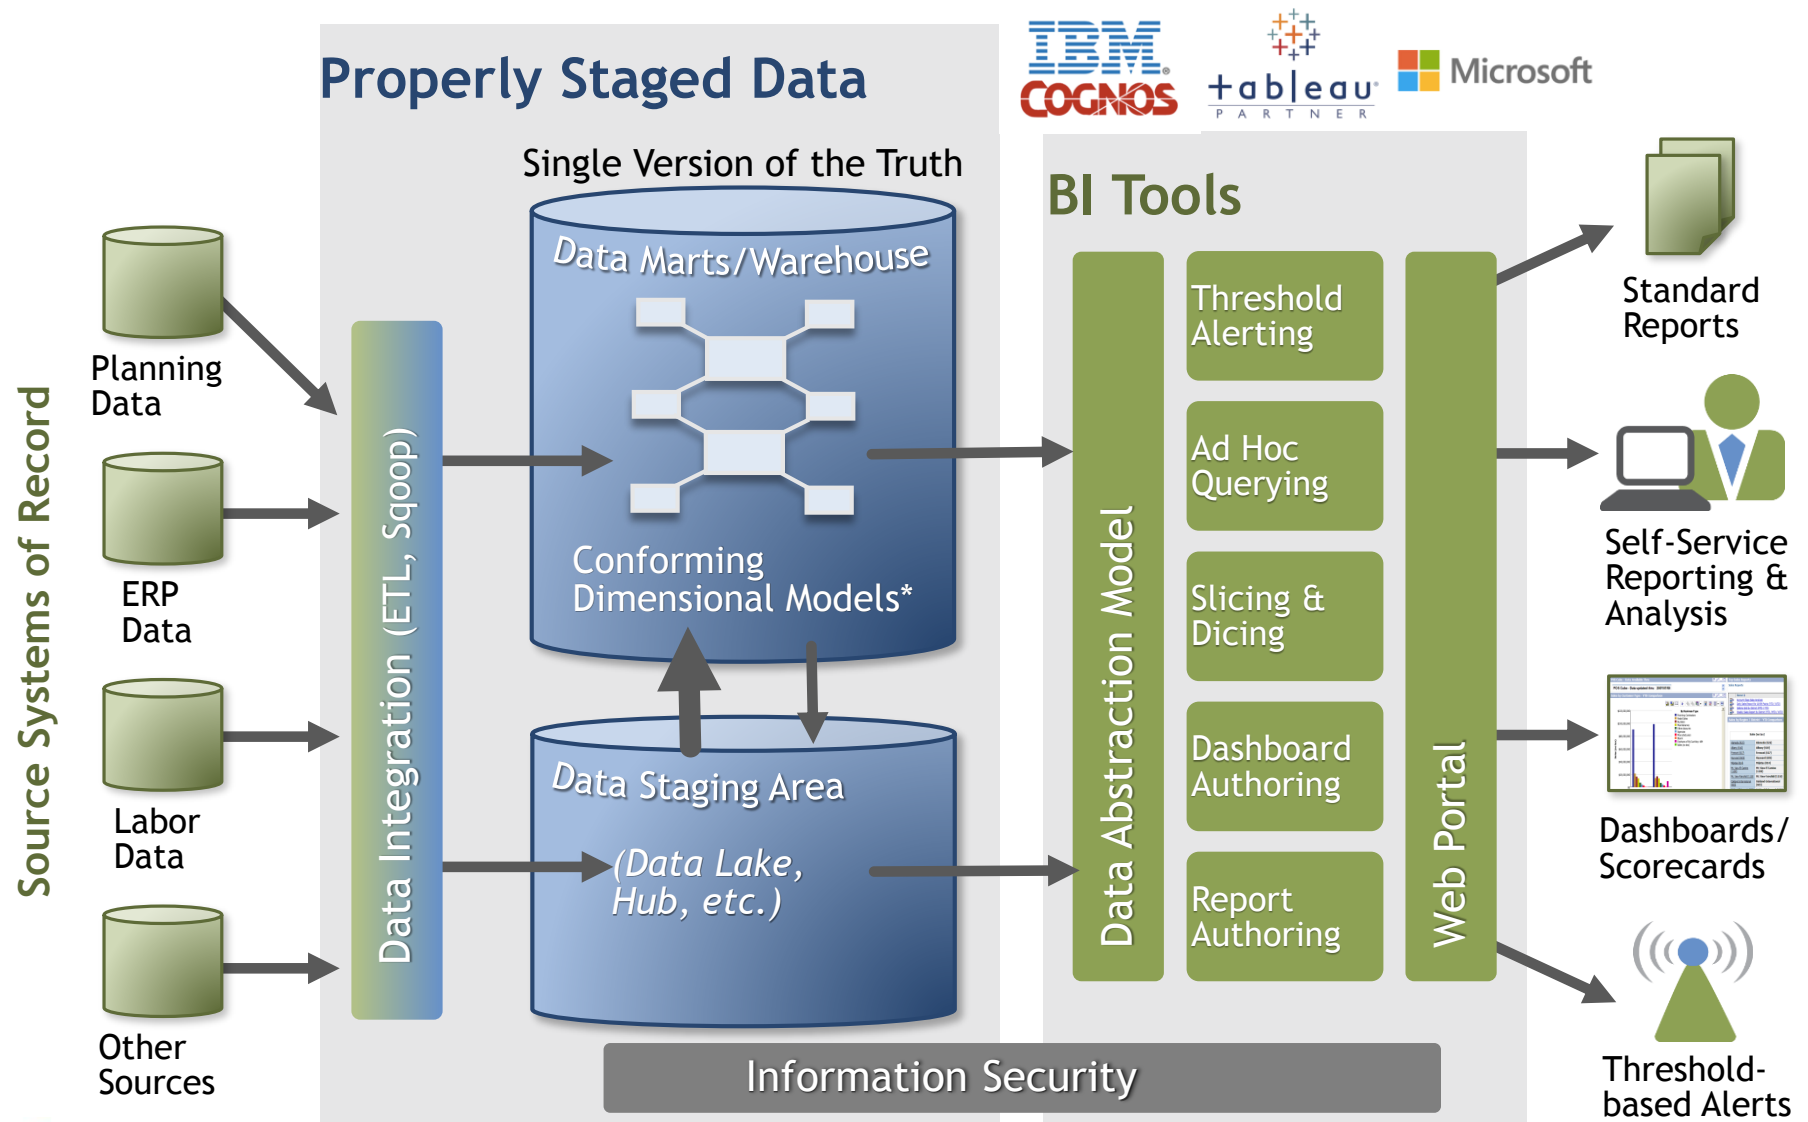 Properly Staged Data
IBM
COGNOS
tableau
PARTNER
Microsoft
Source Systems of Record
Planning
Data
ERP
Data
Labor
Data
Other
Sources
Data Integration (ETL, Sqoop)
Single Version of the Truth
Data Marts/Warehouse
Conforming
Dimensional Models*
Data Staging Area
(Data Lake,
Hub, etc.)
BI Tools
Data Abstraction Model
Threshold
Alerting
Ad Hoc
Querying
Slicing &
Dicing
Dashboard
Authoring
Report
Authoring
Web Portal
Standard
Reports
Self-Service
Reporting &
Analysis
Dashboards/
Scorecards
Threshold-
based Alerts
Information Security